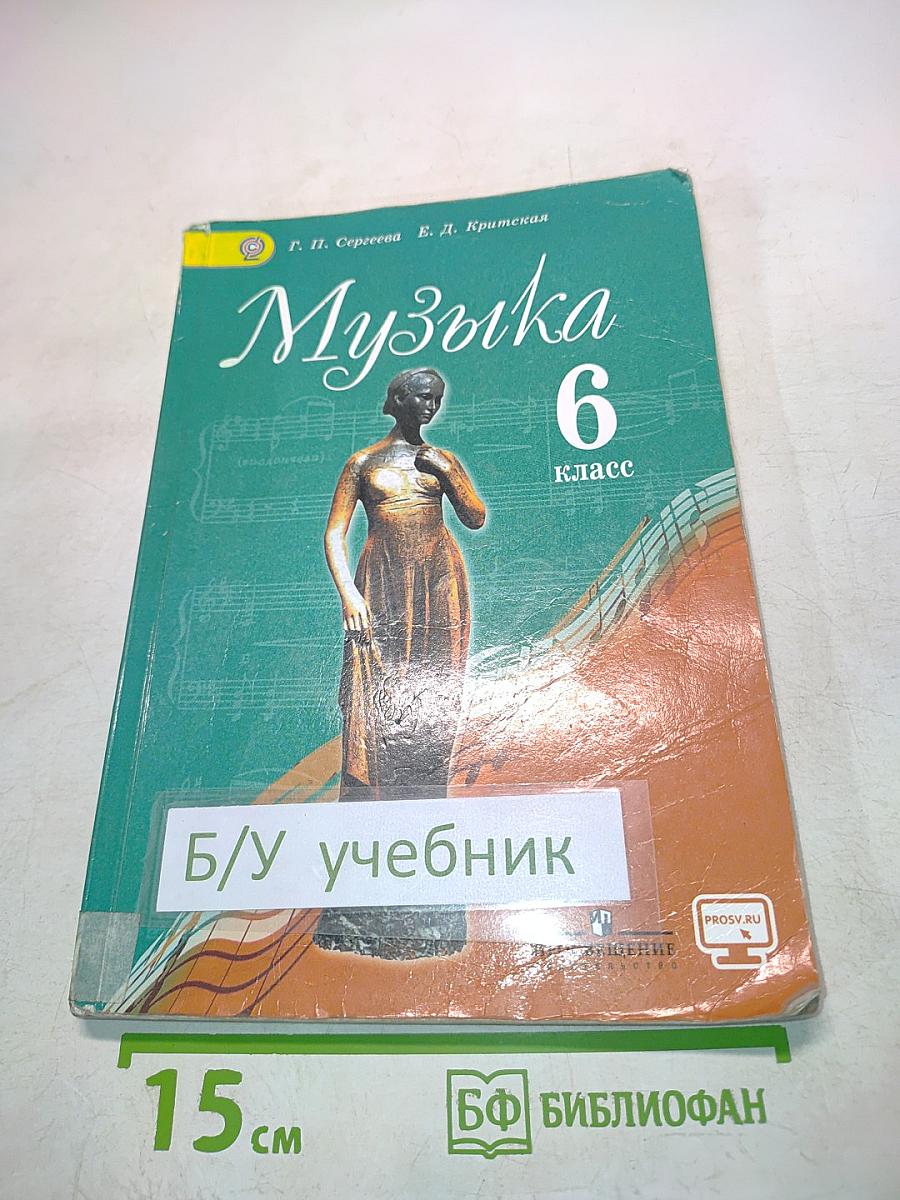 Г. П. Сергеева Е. Д. Критская
Музыка
6
класс
Б/У учебник
PROSV.RU
15 см
БФ БИБЛИОФАН